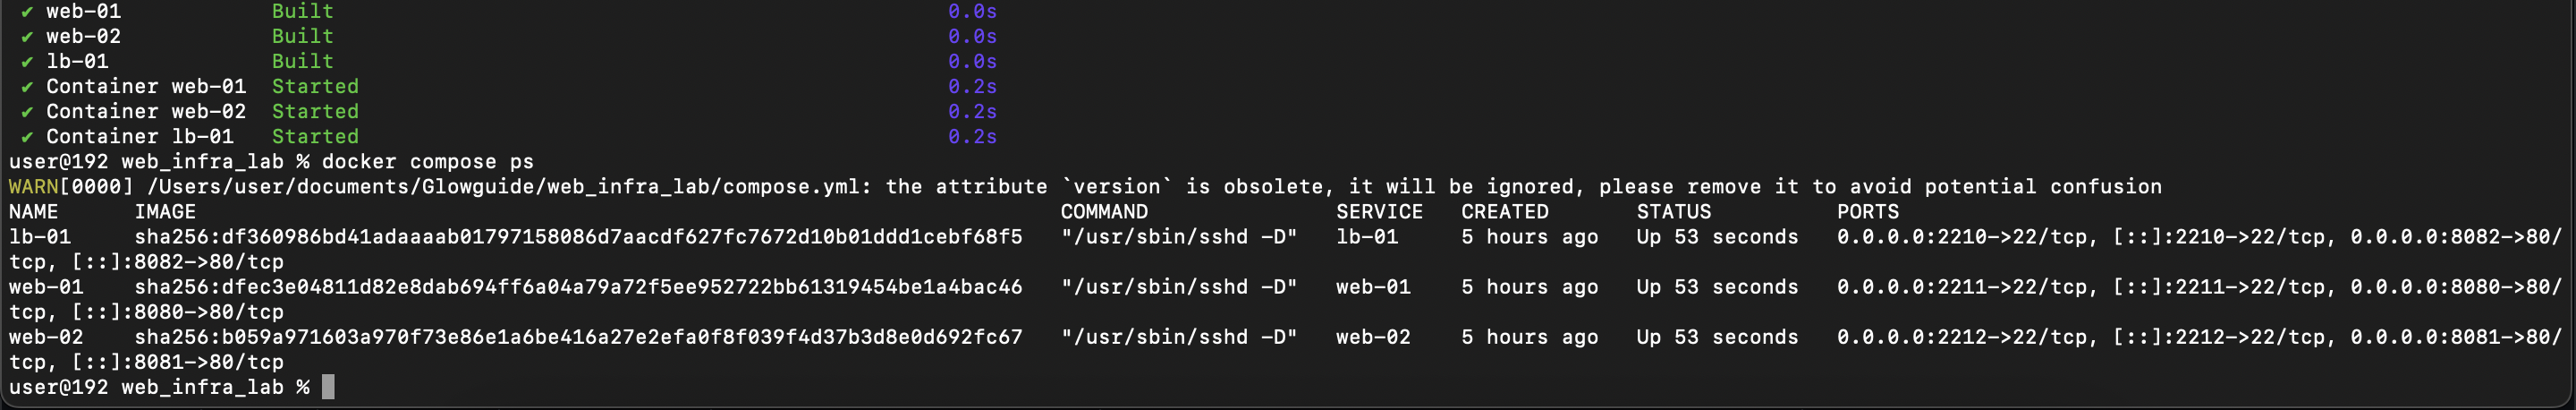 ✔ web-01 Built 0.0s
✔ web-02 Built 0.0s
✔ lb-01 Built 0.0s
✔ Container web-01 Started 0.2s
✔ Container web-02 Started 0.2s
✔ Container lb-01 Started 0.2s
user@192 web_infra_lab % docker compose ps
WARN[0000] /Users/user/documents/Glowguide/web_infra_lab/compose.yml: the attribute `version` is obsolete, it will be ignored, please remove it to avoid potential confusion
NAME IMAGE COMMAND SERVICE CREATED STATUS PORTS
lb-01 sha256:df360986bd41adaaaab01797158086d7aacdf627fc7672d10b01ddd1cebf68f5 "/usr/sbin/sshd -D" lb-01 5 hours ago Up 53 seconds 0.0.0.0:2210->22/tcp, [::]:2210->22/tcp, 0.0.0.0:8082->80/
tcp, [::]:8082->80/tcp
web-01 sha256:dfec3e04811d82e8dab694ff6a04a79a72f5ee952722bb61319454be1a4bac46 "/usr/sbin/sshd -D" web-01 5 hours ago Up 53 seconds 0.0.0.0:2211->22/tcp, [::]:2211->22/tcp, 0.0.0.0:8080->80/
tcp, [::]:8080->80/tcp
web-02 sha256:b059a971603a970f73e86e1a6be416a27e2efa0f8f039f4d37b3d8e0d692fc67 "/usr/sbin/sshd -D" web-02 5 hours ago Up 53 seconds 0.0.0.0:2212->22/tcp, [::]:2212->22/tcp, 0.0.0.0:8081->80/
tcp, [::]:8081->80/tcp
user@192 web_infra_lab %